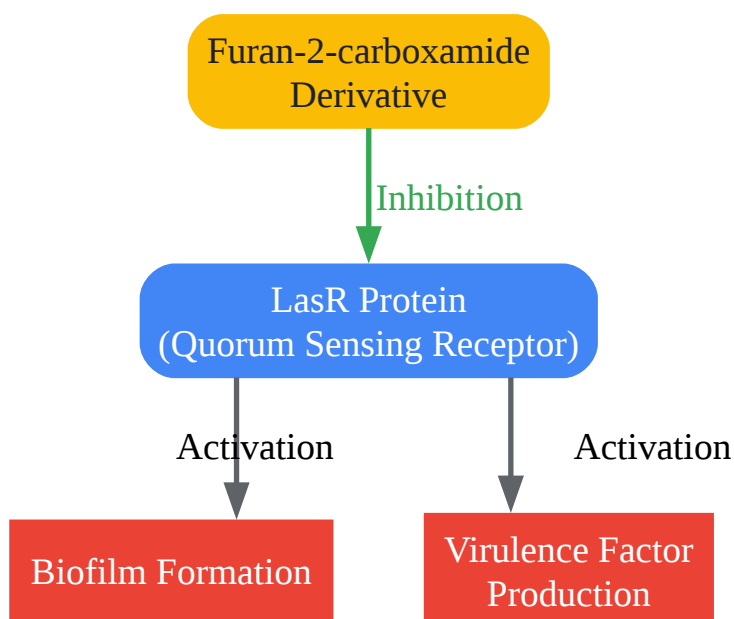 Furan-2-carboxamide
Derivative
Inhibition
LasR Protein
(Quorum Sensing Receptor)
Activation
Activation
Biofilm Formation
Virulence Factor
Production